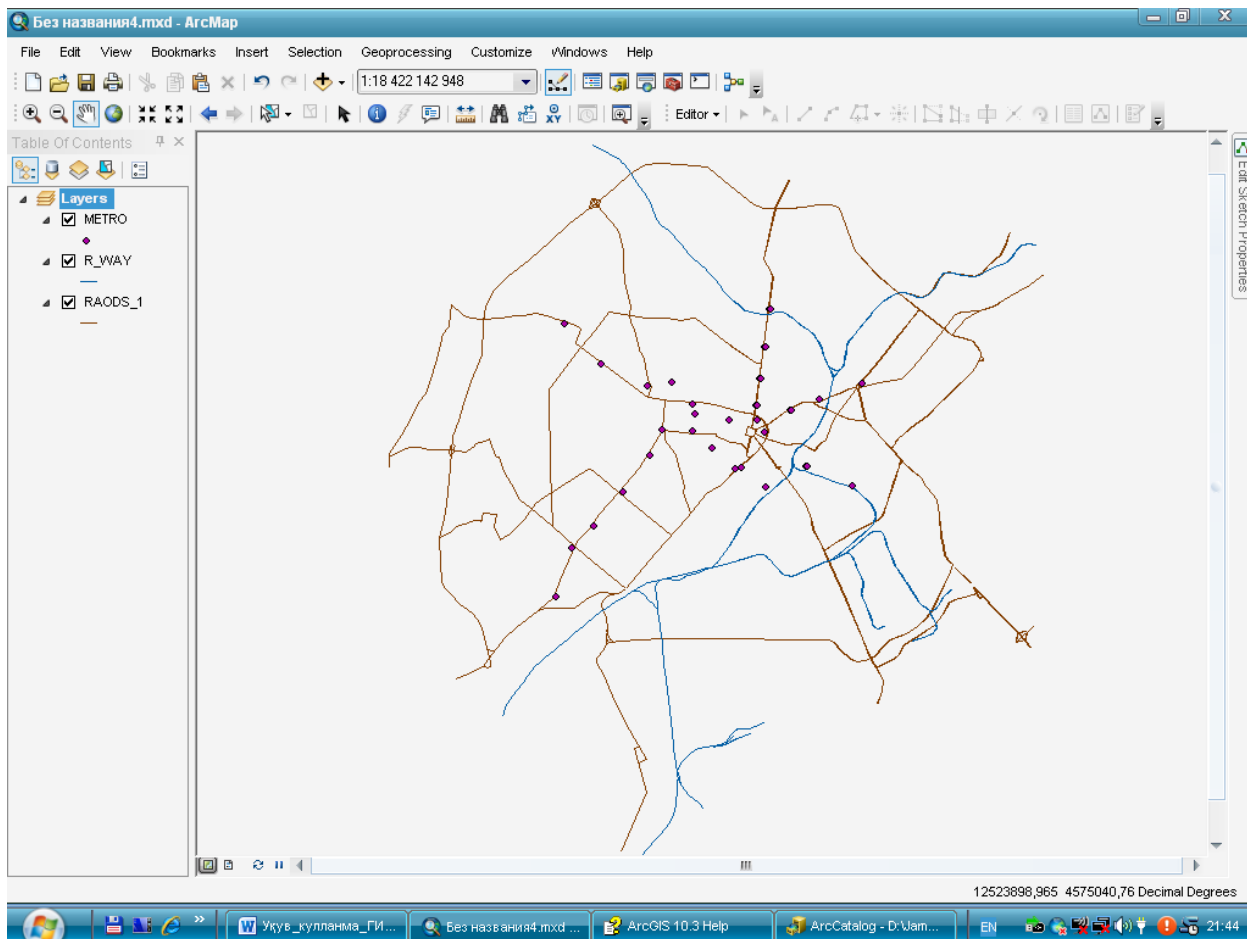 Без названия4.mxd - ArcMap
File Edit View Bookmarks Insert Selection Geoprocessing Customize Windows Help
1:18 422 142 948
Editor
Table Of Contents
Layers
METRO
R_WAY
RAODS_1
Edit Sketch Properties
12523898,965 4575040,76 Decimal Degrees
Укув_кулланма_ГИ... Без названия4.mxd ... ArcGIS 10.3 Help ArcCatalog - D:\Jam... EN 21:44